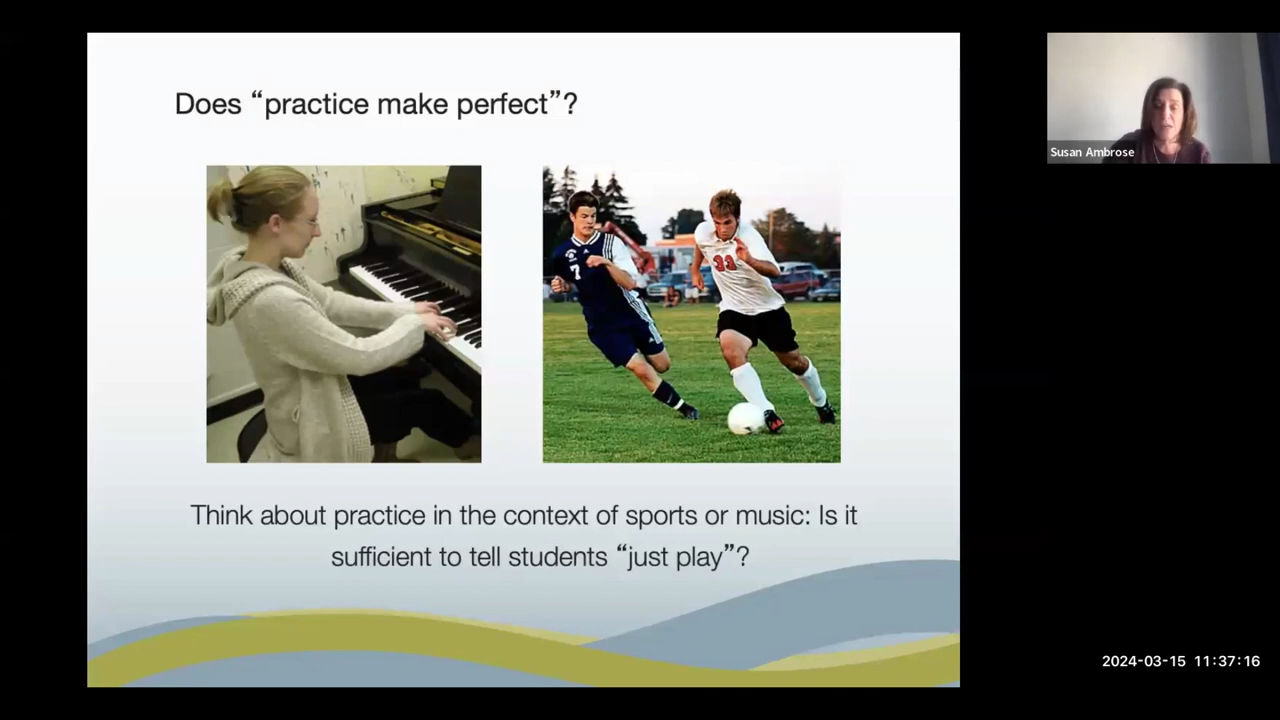 Does “practice make perfect”?
7
33
Think about practice in the context of sports or music: Is it
sufficient to tell students “just play”?
Susan Ambrose
2024-03-15 11:37:16